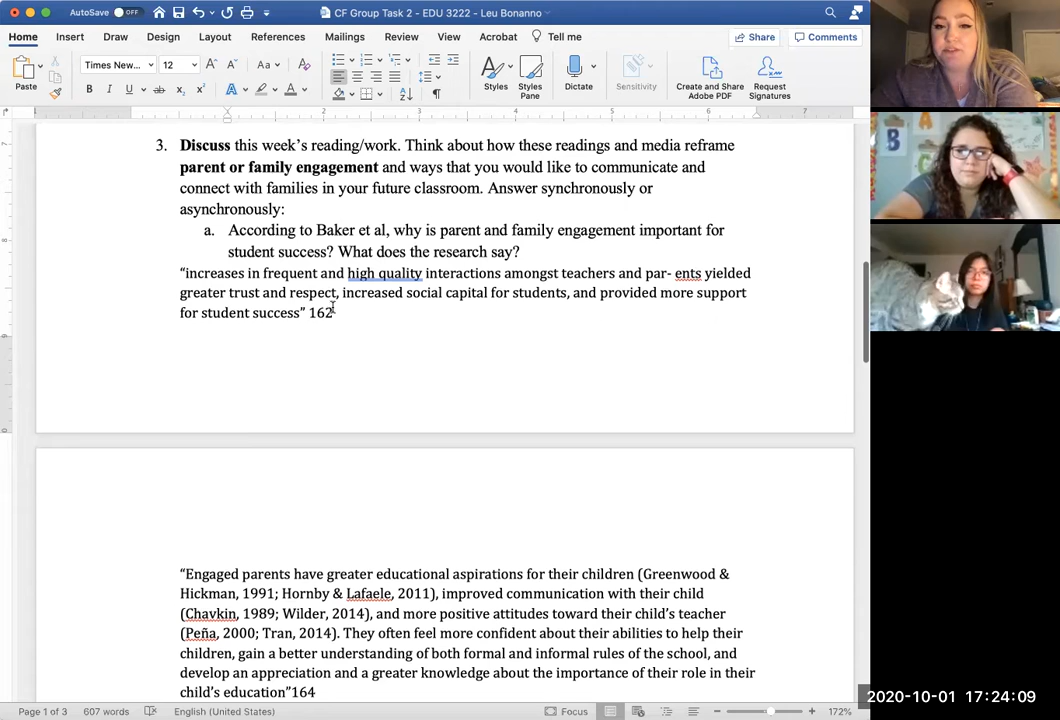 AutoSave OFF
CF Group Task 2 - EDU 3222 - Leu Bonanno
Home Insert Draw Design Layout References Mailings Review View Acrobat Tell me Share Comments
Paste Times New... 12 Aa Styles Styles Pane Dictate Sensitivity Create and Share Adobe PDF Request Signatures
3. Discuss this week's reading/work. Think about how these readings and media reframe
parent or family engagement and ways that you would like to communicate and
connect with families in your future classroom. Answer synchronously or
asynchronously:
a. According to Baker et al, why is parent and family engagement important for
student success? What does the research say?
"increases in frequent and high quality interactions amongst teachers and par- ents yielded
greater trust and respect, increased social capital for students, and provided more support
for student success" 162
"Engaged parents have greater educational aspirations for their children (Greenwood &
Hickman, 1991; Hornby & Lafaele, 2011), improved communication with their child
(Chavkin, 1989; Wilder, 2014), and more positive attitudes toward their child's teacher
(Peña, 2000; Tran, 2014). They often feel more confident about their abilities to help their
children, gain a better understanding of both formal and informal rules of the school, and
develop an appreciation and a greater knowledge about the importance of their role in their
child's education"164
Page 1 of 3 607 words English (United States) Focus 172%
2020-10-01 17:24:09